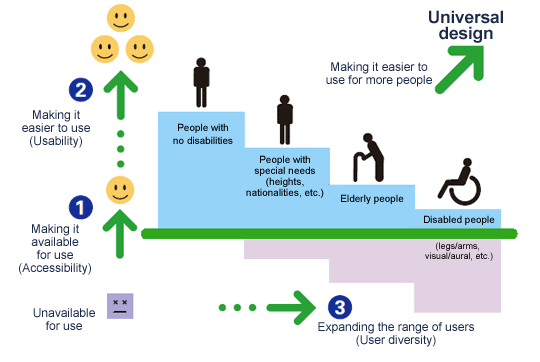 Universal
design
Making it easier to
use for more people
2
Making it
easier to use
(Usability)
People with
no disabilities
People with
special needs
(heights,
nationalities, etc.)
Elderly people
Disabled people
(legs/arms,
visual/aural, etc.)
1
Making it
available
for use
(Accessibility)
Unavailable
for use
3
Expanding the range of users
(User diversity)